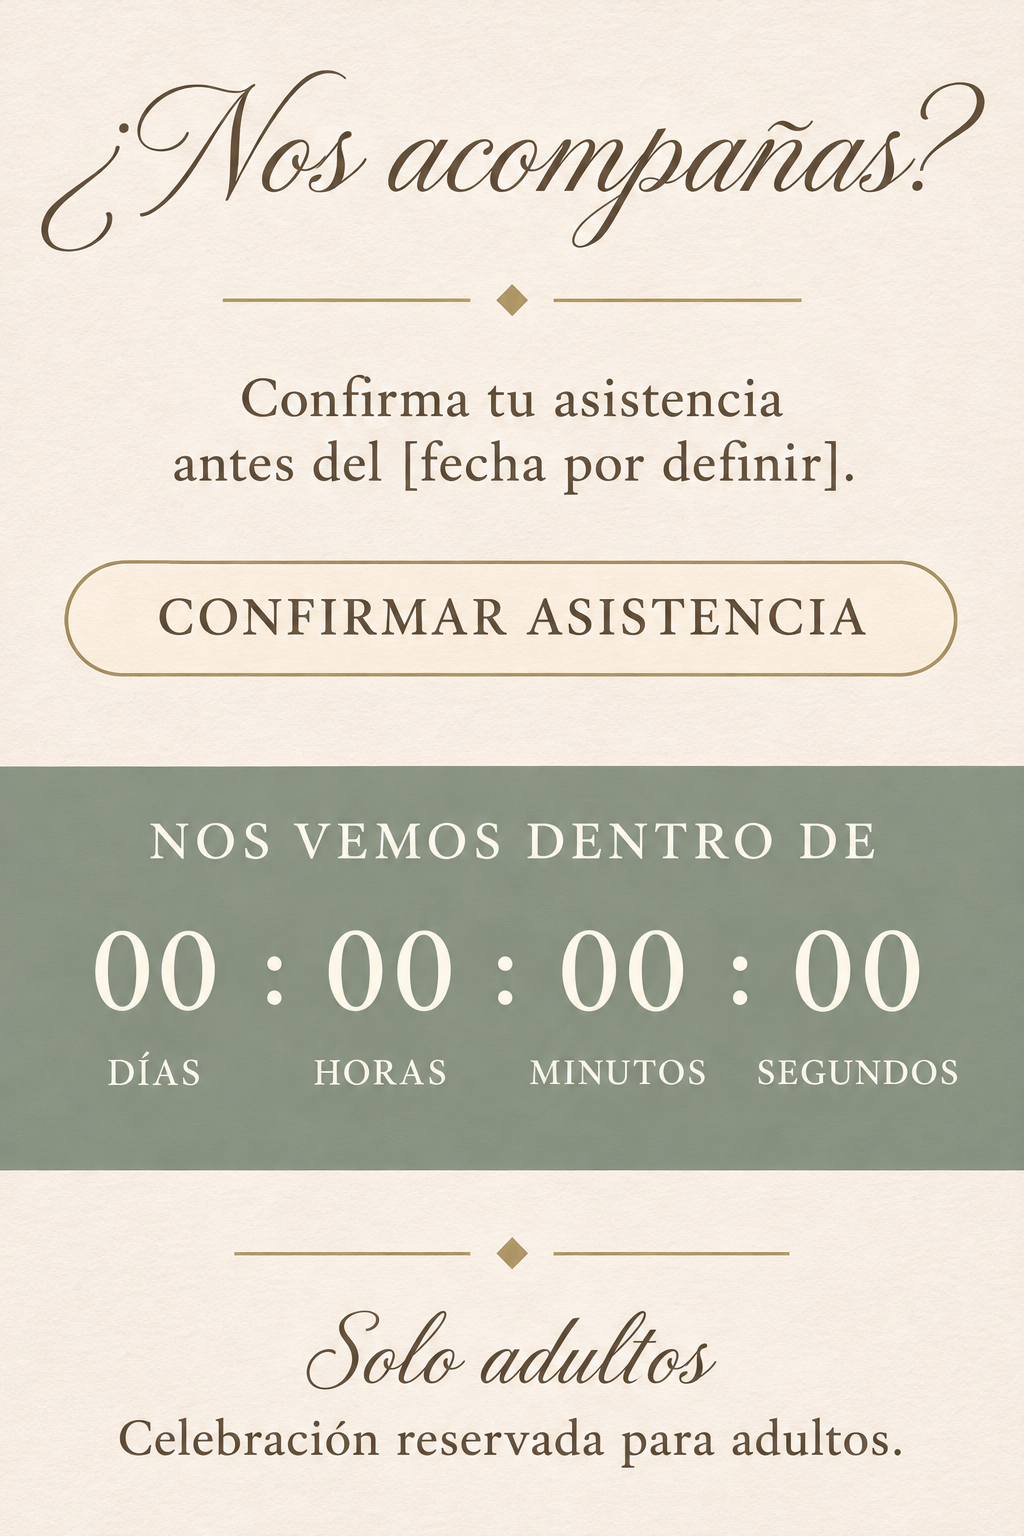 ¿Nos acompañas?
Confirma tu asistencia
antes del [fecha por definir].
CONFIRMAR ASISTENCIA
NOS VEMOS DENTRO DE
00 : 00 : 00 : 00
DÍAS HORAS MINUTOS SEGUNDOS
Solo adultos
Celebración reservada para adultos.